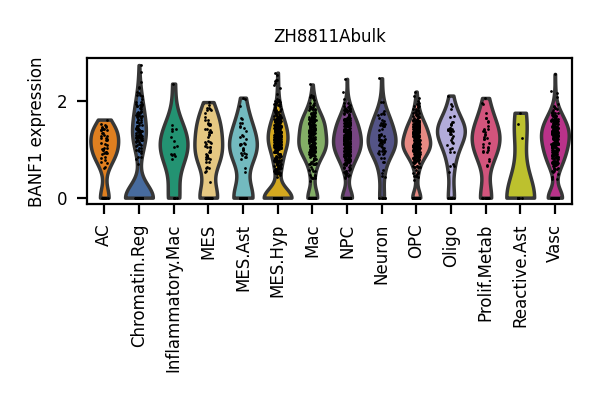 ZH8811Abulk
BANF1 expression
2
0
AC
Chromatin.Reg
Inflammatory.Mac
MES
MES.Ast
MES.Hyp
Mac
NPC
Neuron
OPC
Oligo
Prolif.Metab
Reactive.Ast
Vasc